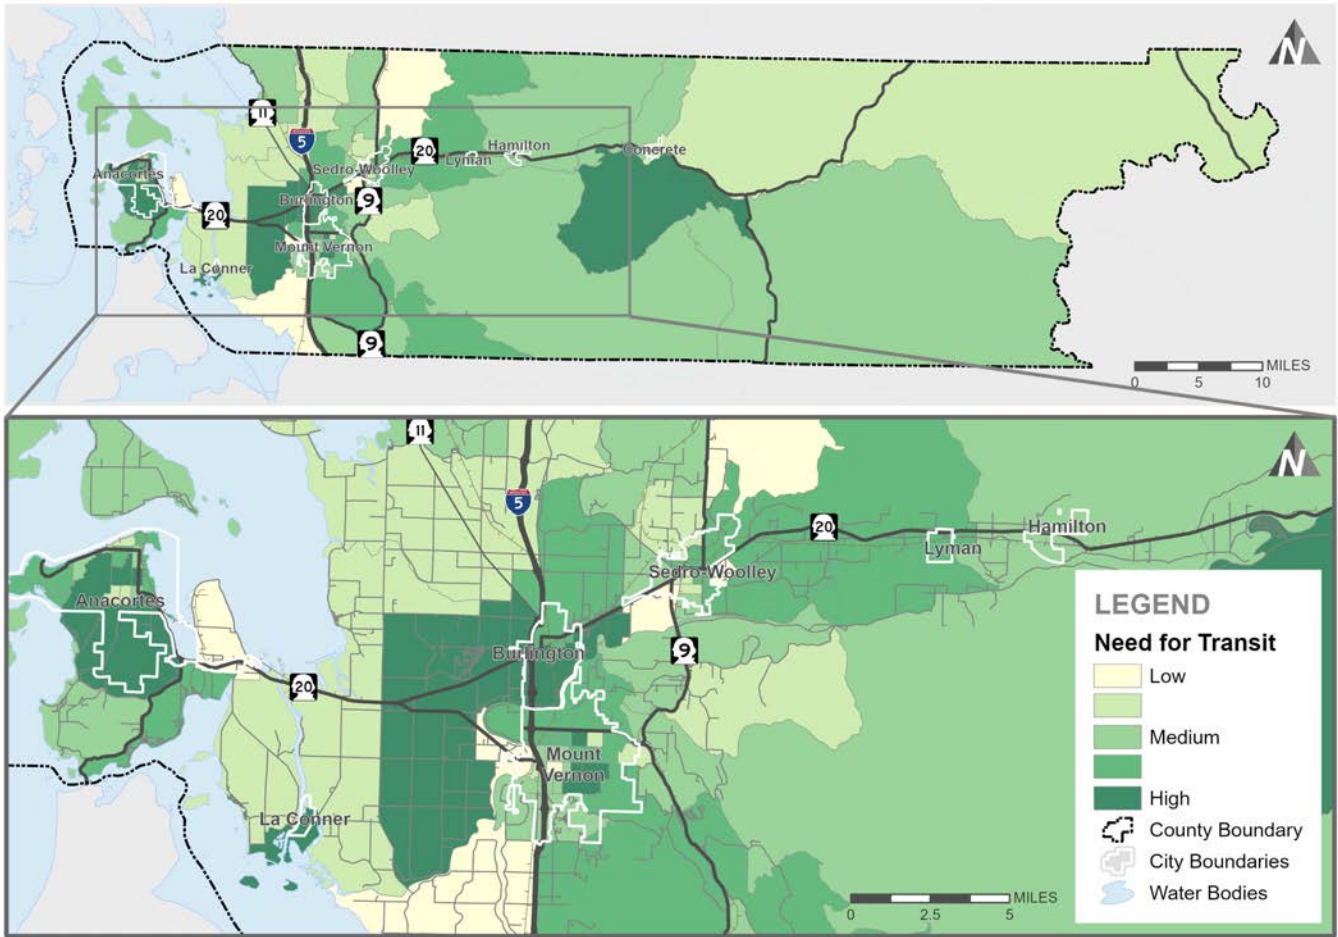 N
11
5
20
Hamilton
Lyman
Concrete
Sedro-Woolley
Anacortes
Burlington
9
20
Mount Vernon
La Conner
9
MILES
0 5 10
11
N
5
20
Hamilton
Lyman
Sedro-Woolley
Anacortes
Burlington
9
20
Mount
Vernon
La Conner
MILES
0 2.5 5
LEGEND
Need for Transit
Low
Medium
High
County Boundary
City Boundaries
Water Bodies